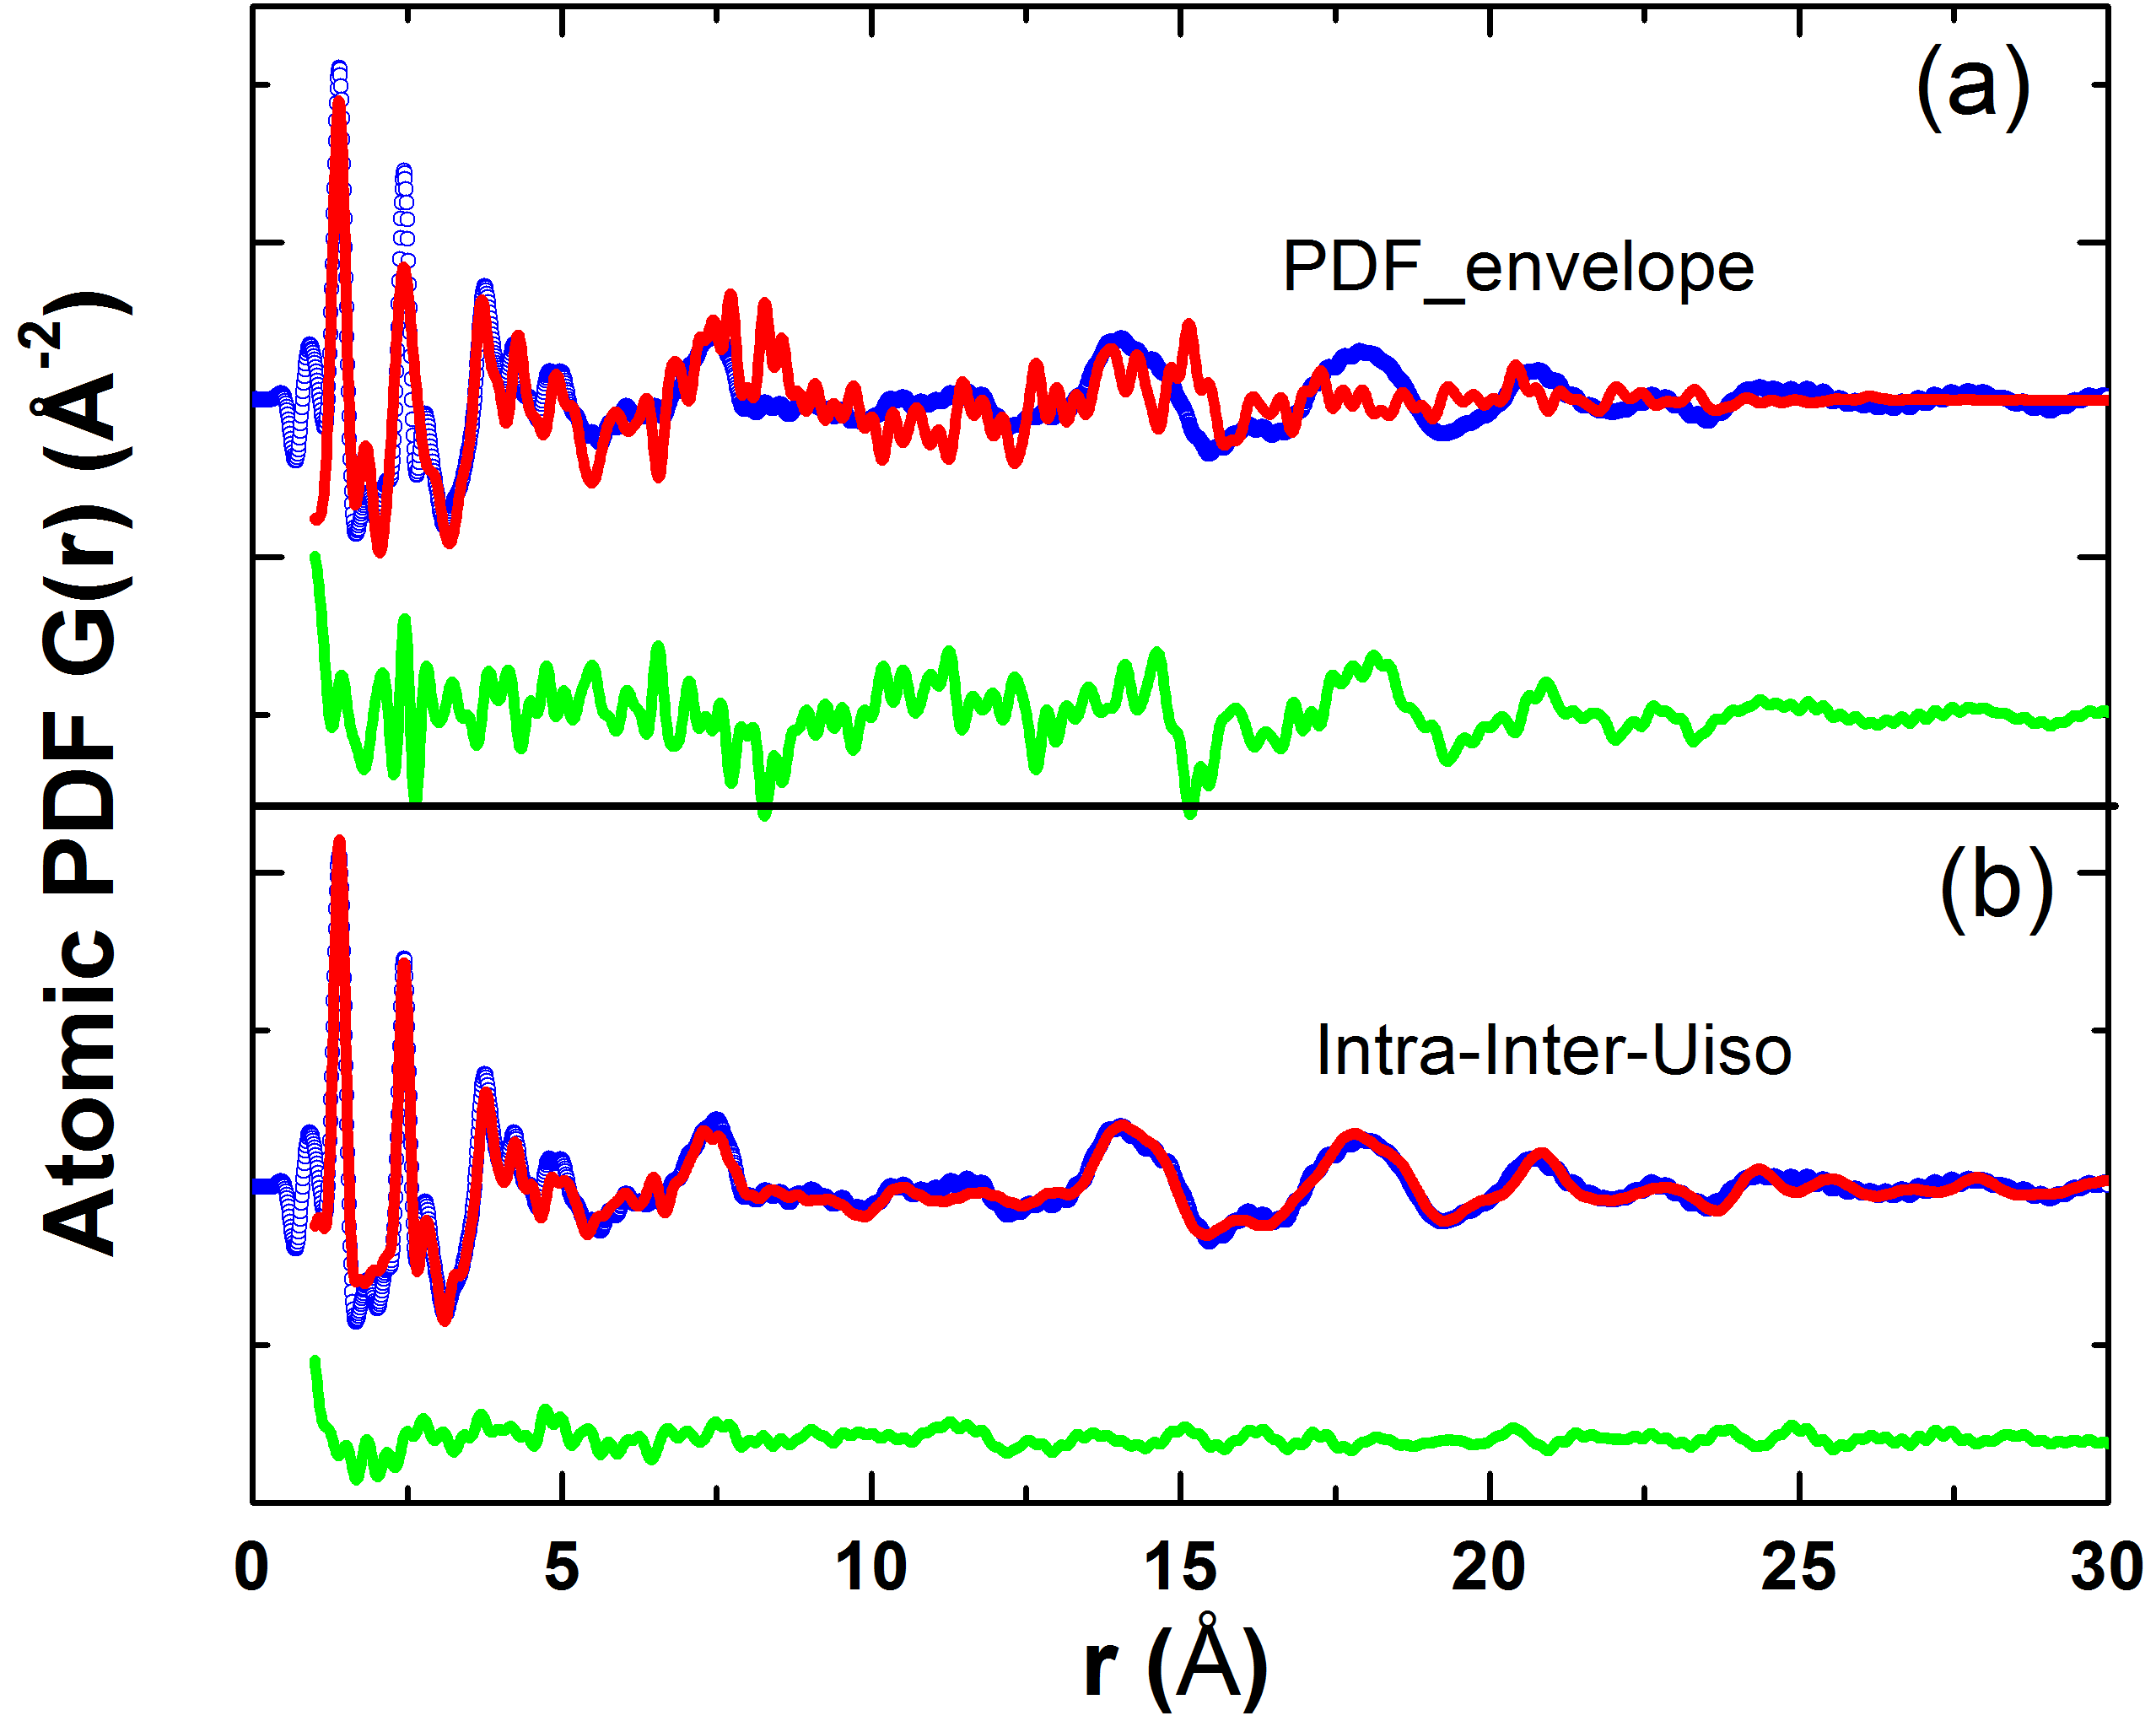 Atomic PDF G(r) (Å⁻²)
(a)
PDF_envelope
(b)
Intra-Inter-Uiso
0 5 10 15 20 25 30
r (Å)